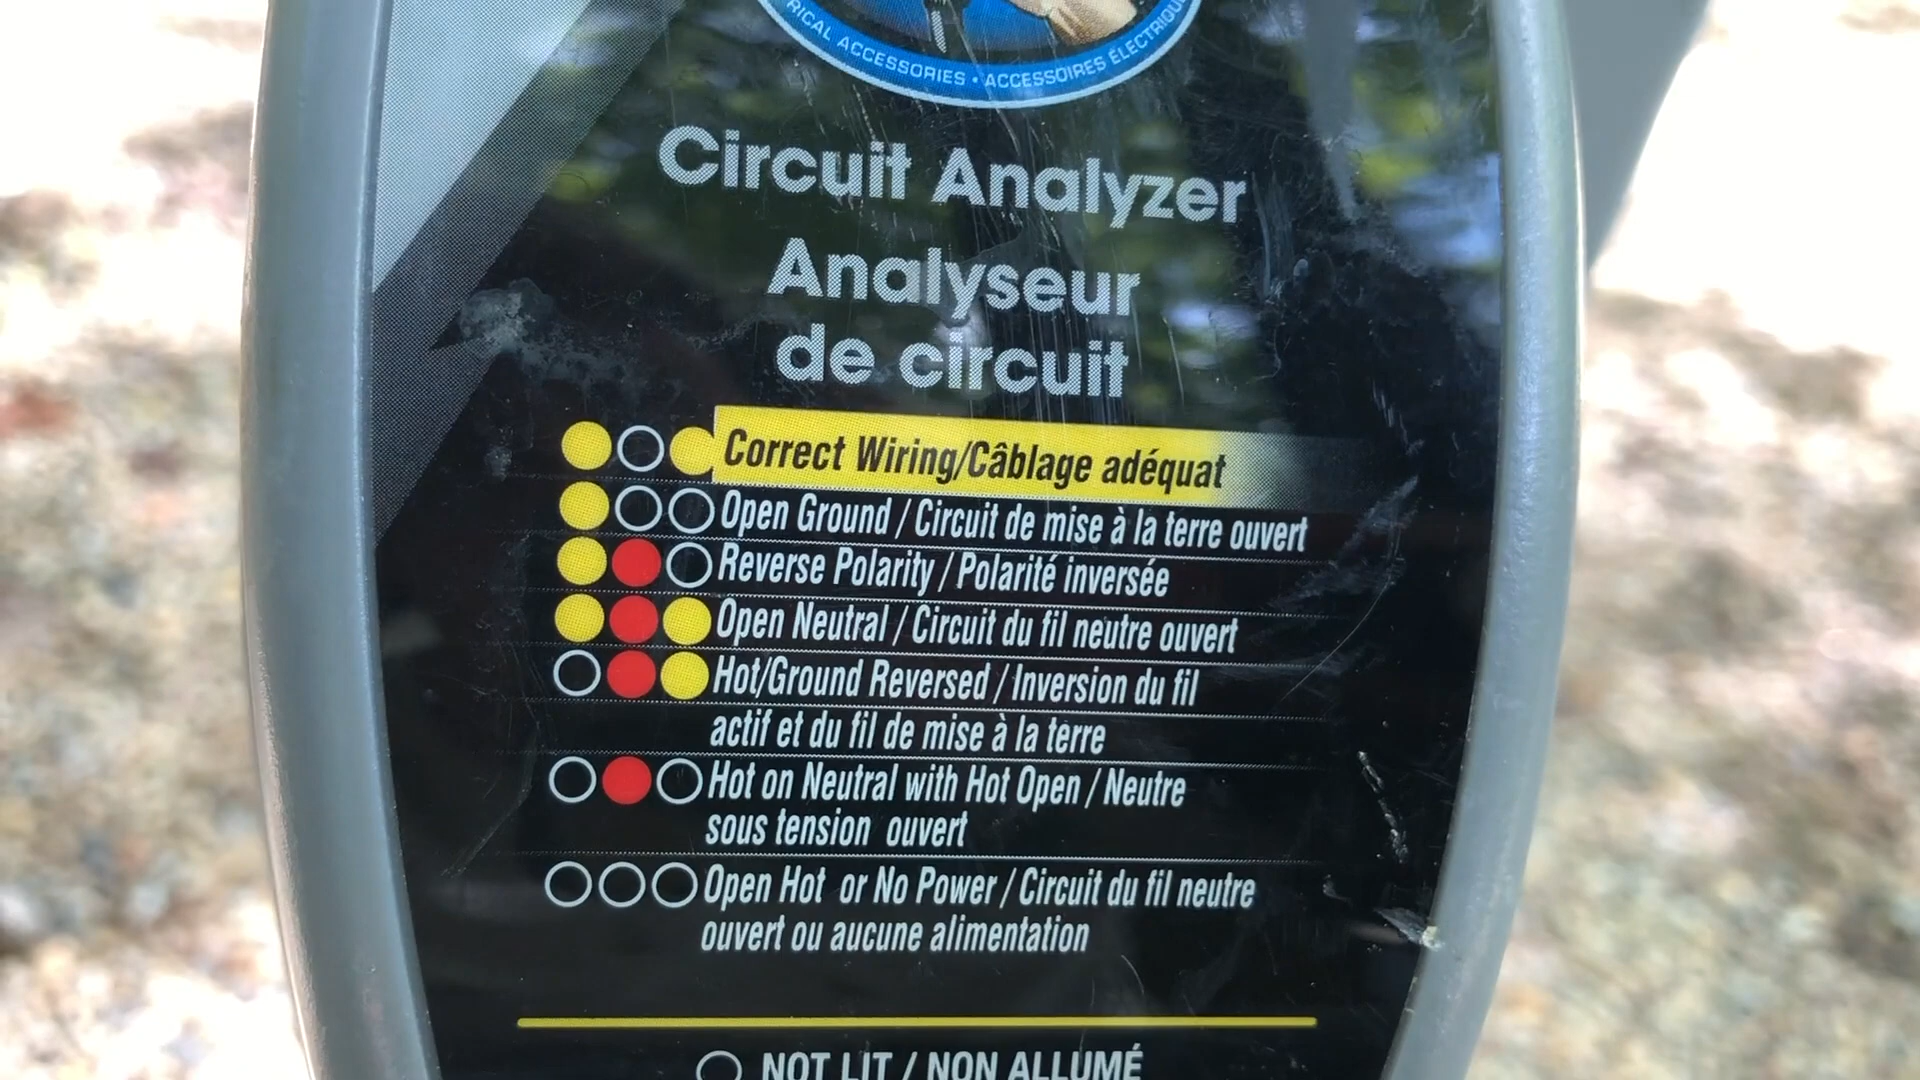 ACCESSORIES • ACCESSOIRES
Circuit Analyzer
Analyseur
de circuit
Correct Wiring/Câblage adéquat
Open Ground / Circuit de mise à la terre ouvert
Reverse Polarity / Polarité inversée
Open Neutral / Circuit du fil neutre ouvert
Hot/Ground Reversed / Inversion du fil
actif et du fil de mise à la terre
Hot on Neutral with Hot Open / Neutre
sous tension ouvert
Open Hot or No Power / Circuit du fil neutre
ouvert ou aucune alimentation
NOT LIT / NON ALLUMÉ